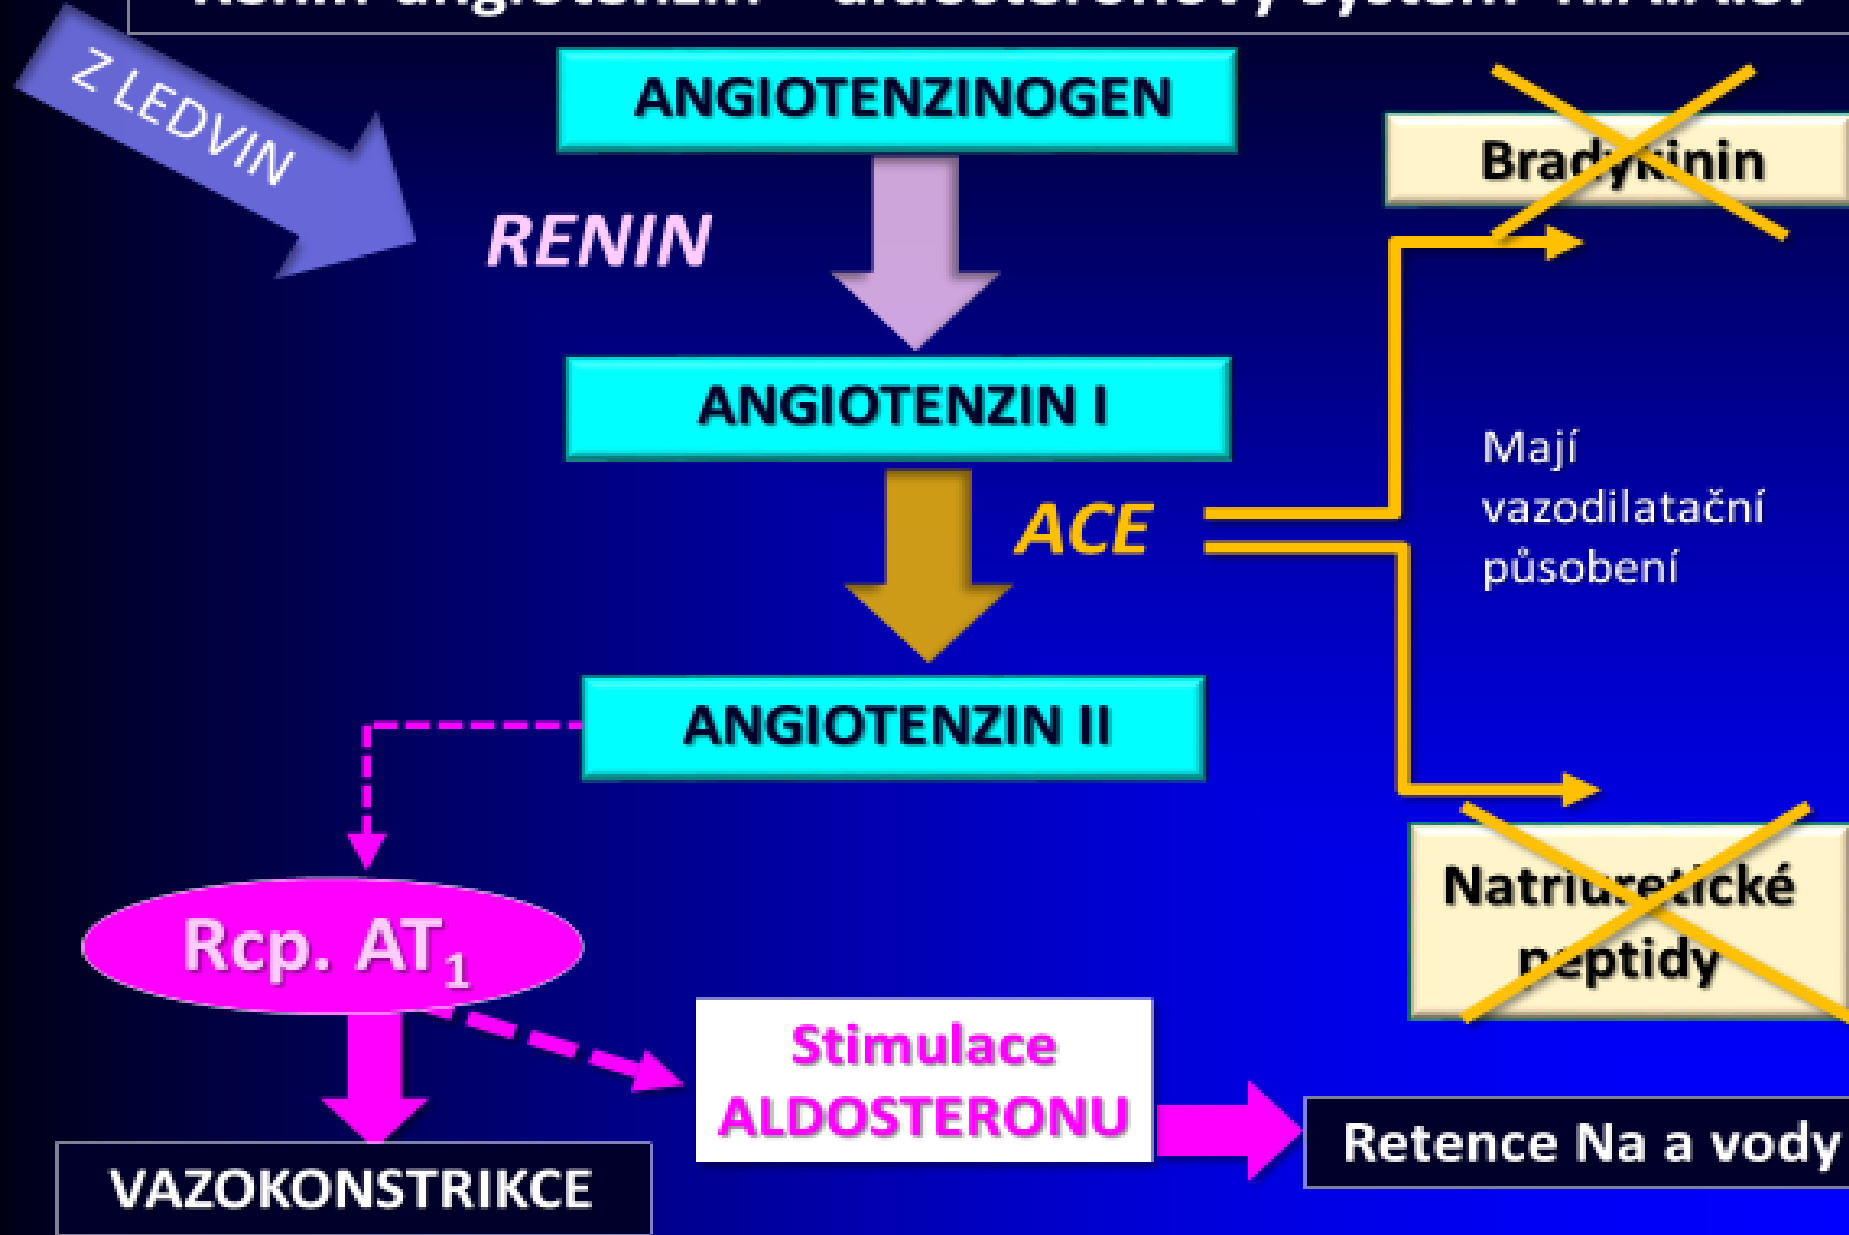 Z LEDVIN
ANGIOTENZINOGEN
Bradykinin
RENIN
ANGIOTENZIN I
Mají
vazodilatační
působení
ACE
ANGIOTENZIN II
Natriuretické
peptidy
Rcp. AT₁
Stimulace
ALDOSTERONU
Retence Na a vody
VAZOKONSTRIKCE